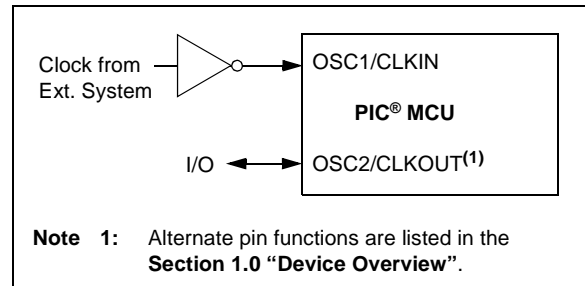 Clock from
Ext. System
OSC1/CLKIN
PIC® MCU
I/O
OSC2/CLKOUT(1)
Note 1: Alternate pin functions are listed in the
Section 1.0 “Device Overview”.